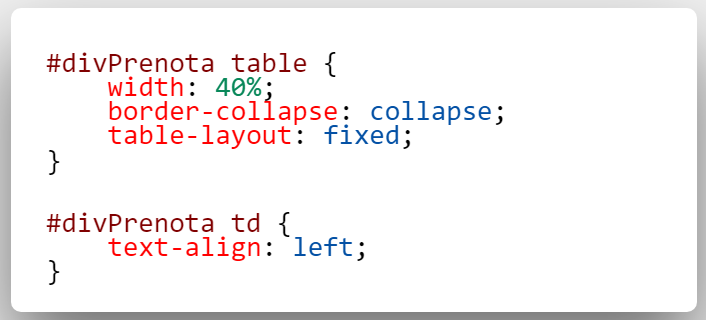 #divPrenota table {
    width: 40%;
    border-collapse: collapse;
    table-layout: fixed;
}

#divPrenota td {
    text-align: left;
}